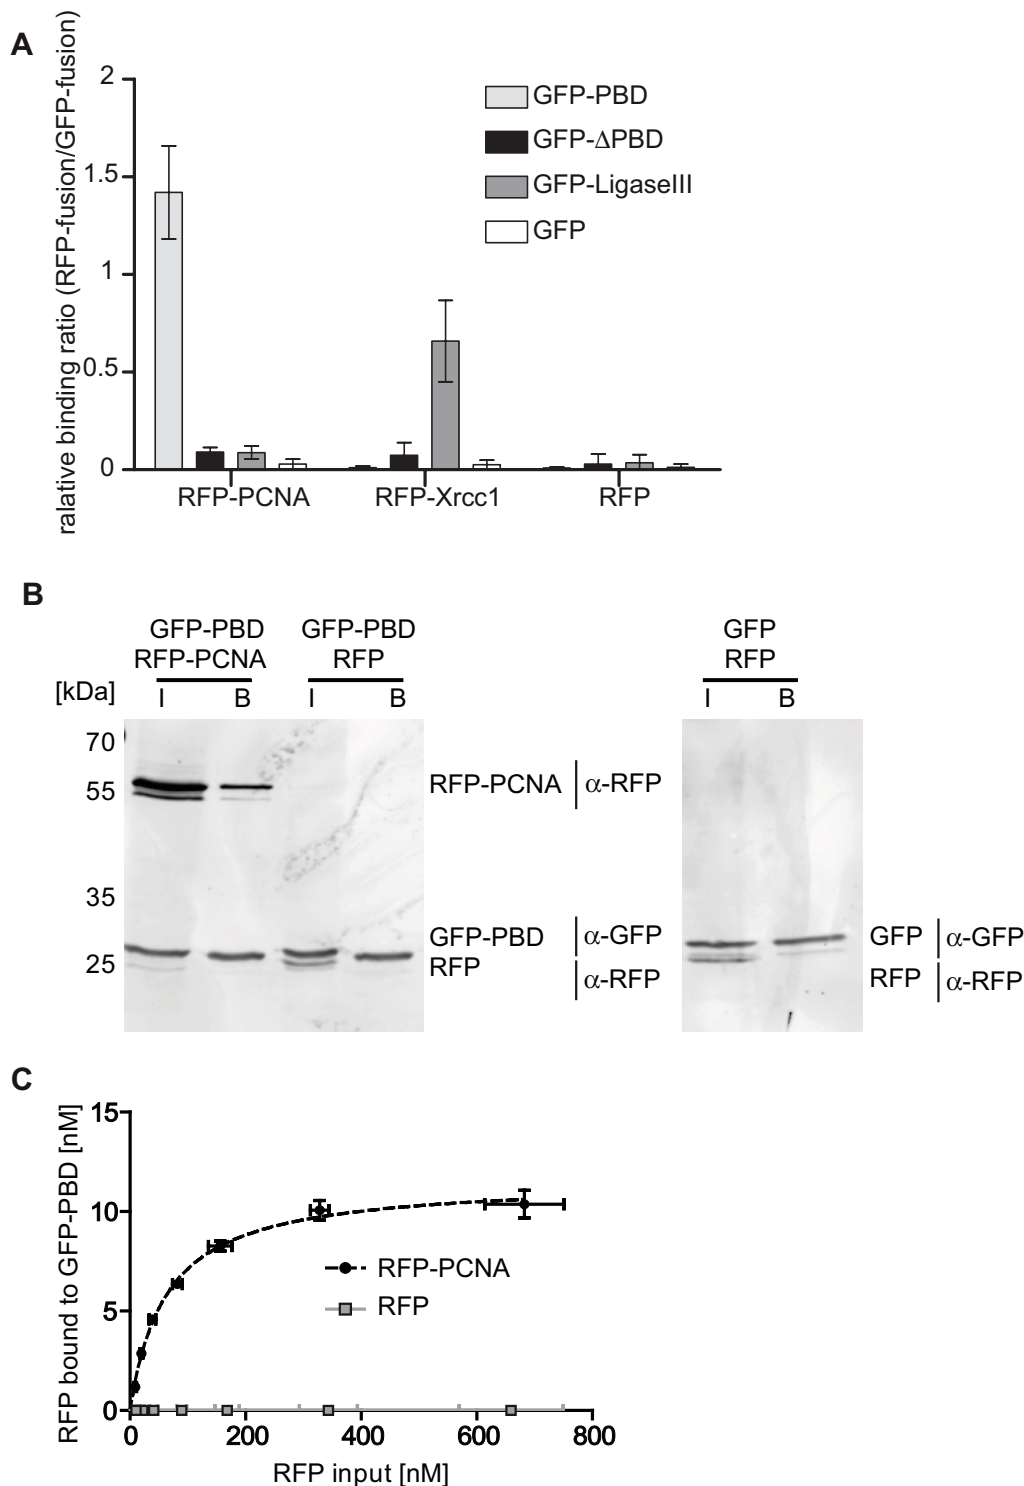 A
ralative binding ratio (RFP-fusion/GFP-fusion)
2
1.5
1
0.5
0
GFP-PBD
GFP-ΔPBD
GFP-LigaseIII
GFP
RFP-PCNA
RFP-Xrcc1
RFP
B
GFP-PBD
RFP-PCNA
GFP-PBD
RFP
GFP
RFP
[kDa]
I
B
I
B
I
B
70
55
35
25
RFP-PCNA
α-RFP
GFP-PBD
α-GFP
RFP
α-RFP
GFP
α-GFP
RFP
α-RFP
C
RFP bound to GFP-PBD [nM]
15
10
5
0
RFP-PCNA
RFP
0
200
400
600
800
RFP input [nM]